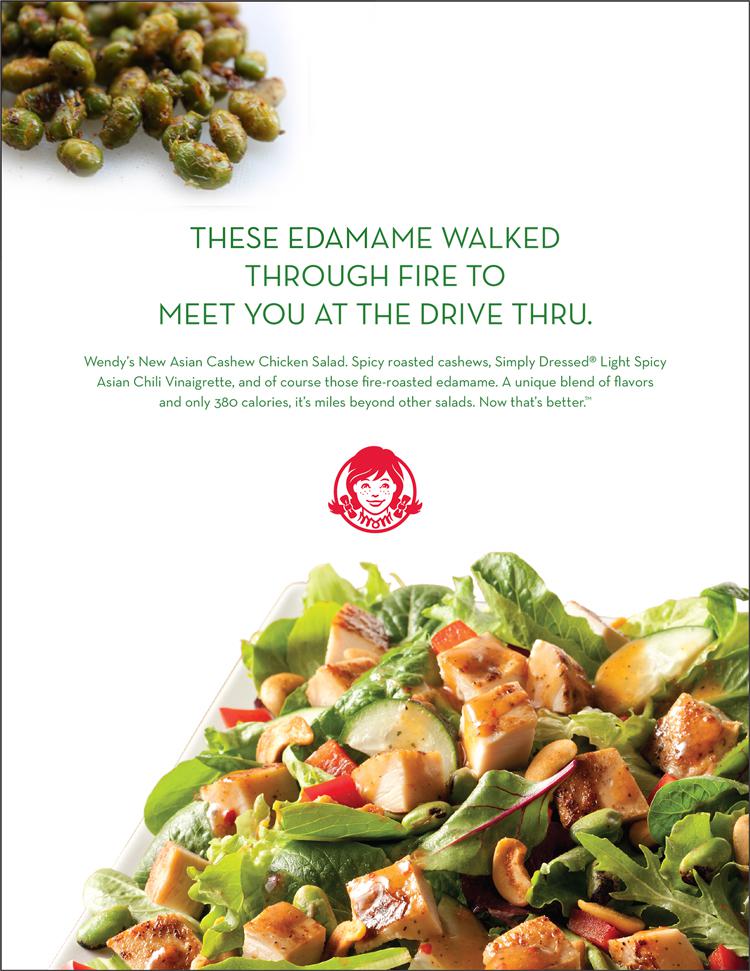 THESE EDAMAME WALKED
THROUGH FIRE TO
MEET YOU AT THE DRIVE THRU.
Wendy's New Asian Cashew Chicken Salad. Spicy roasted cashews, Simply Dressed® Light Spicy
Asian Chili Vinaigrette, and of course those fire-roasted edamame. A unique blend of flavors
and only 380 calories, it's miles beyond other salads. Now that's better.™